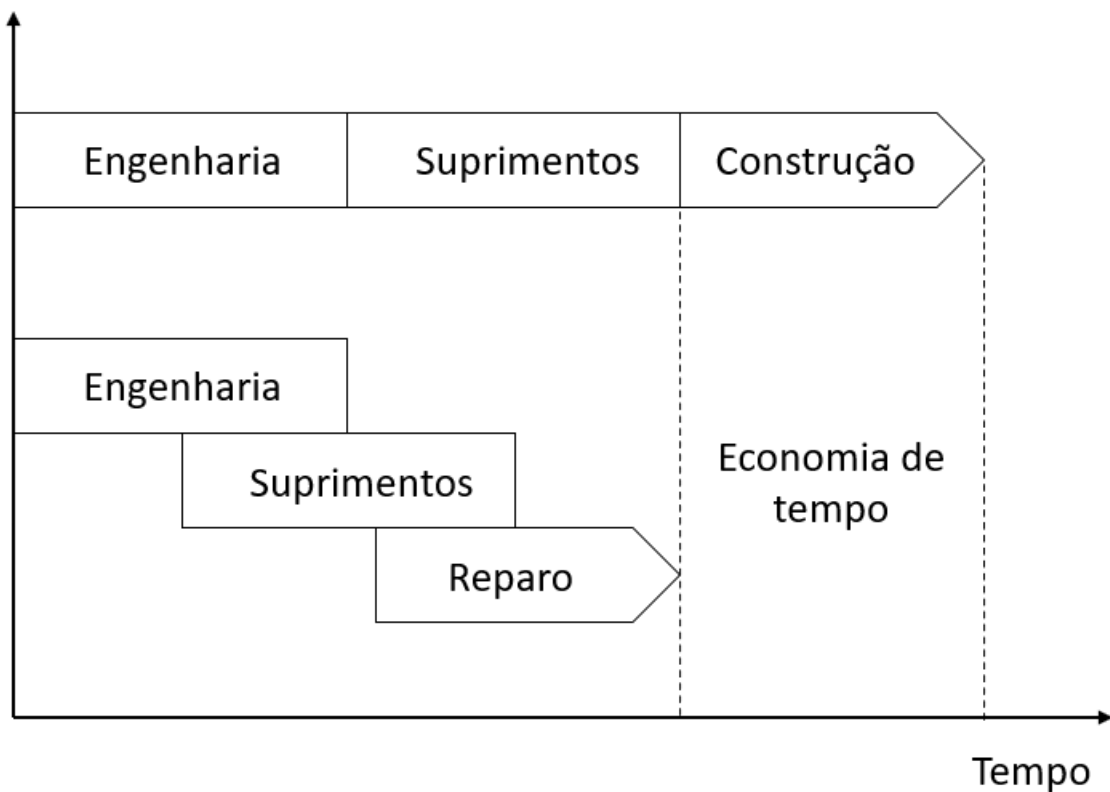 Engenharia
Suprimentos
Construção
Engenharia
Suprimentos
Reparo
Economia de
tempo
Tempo